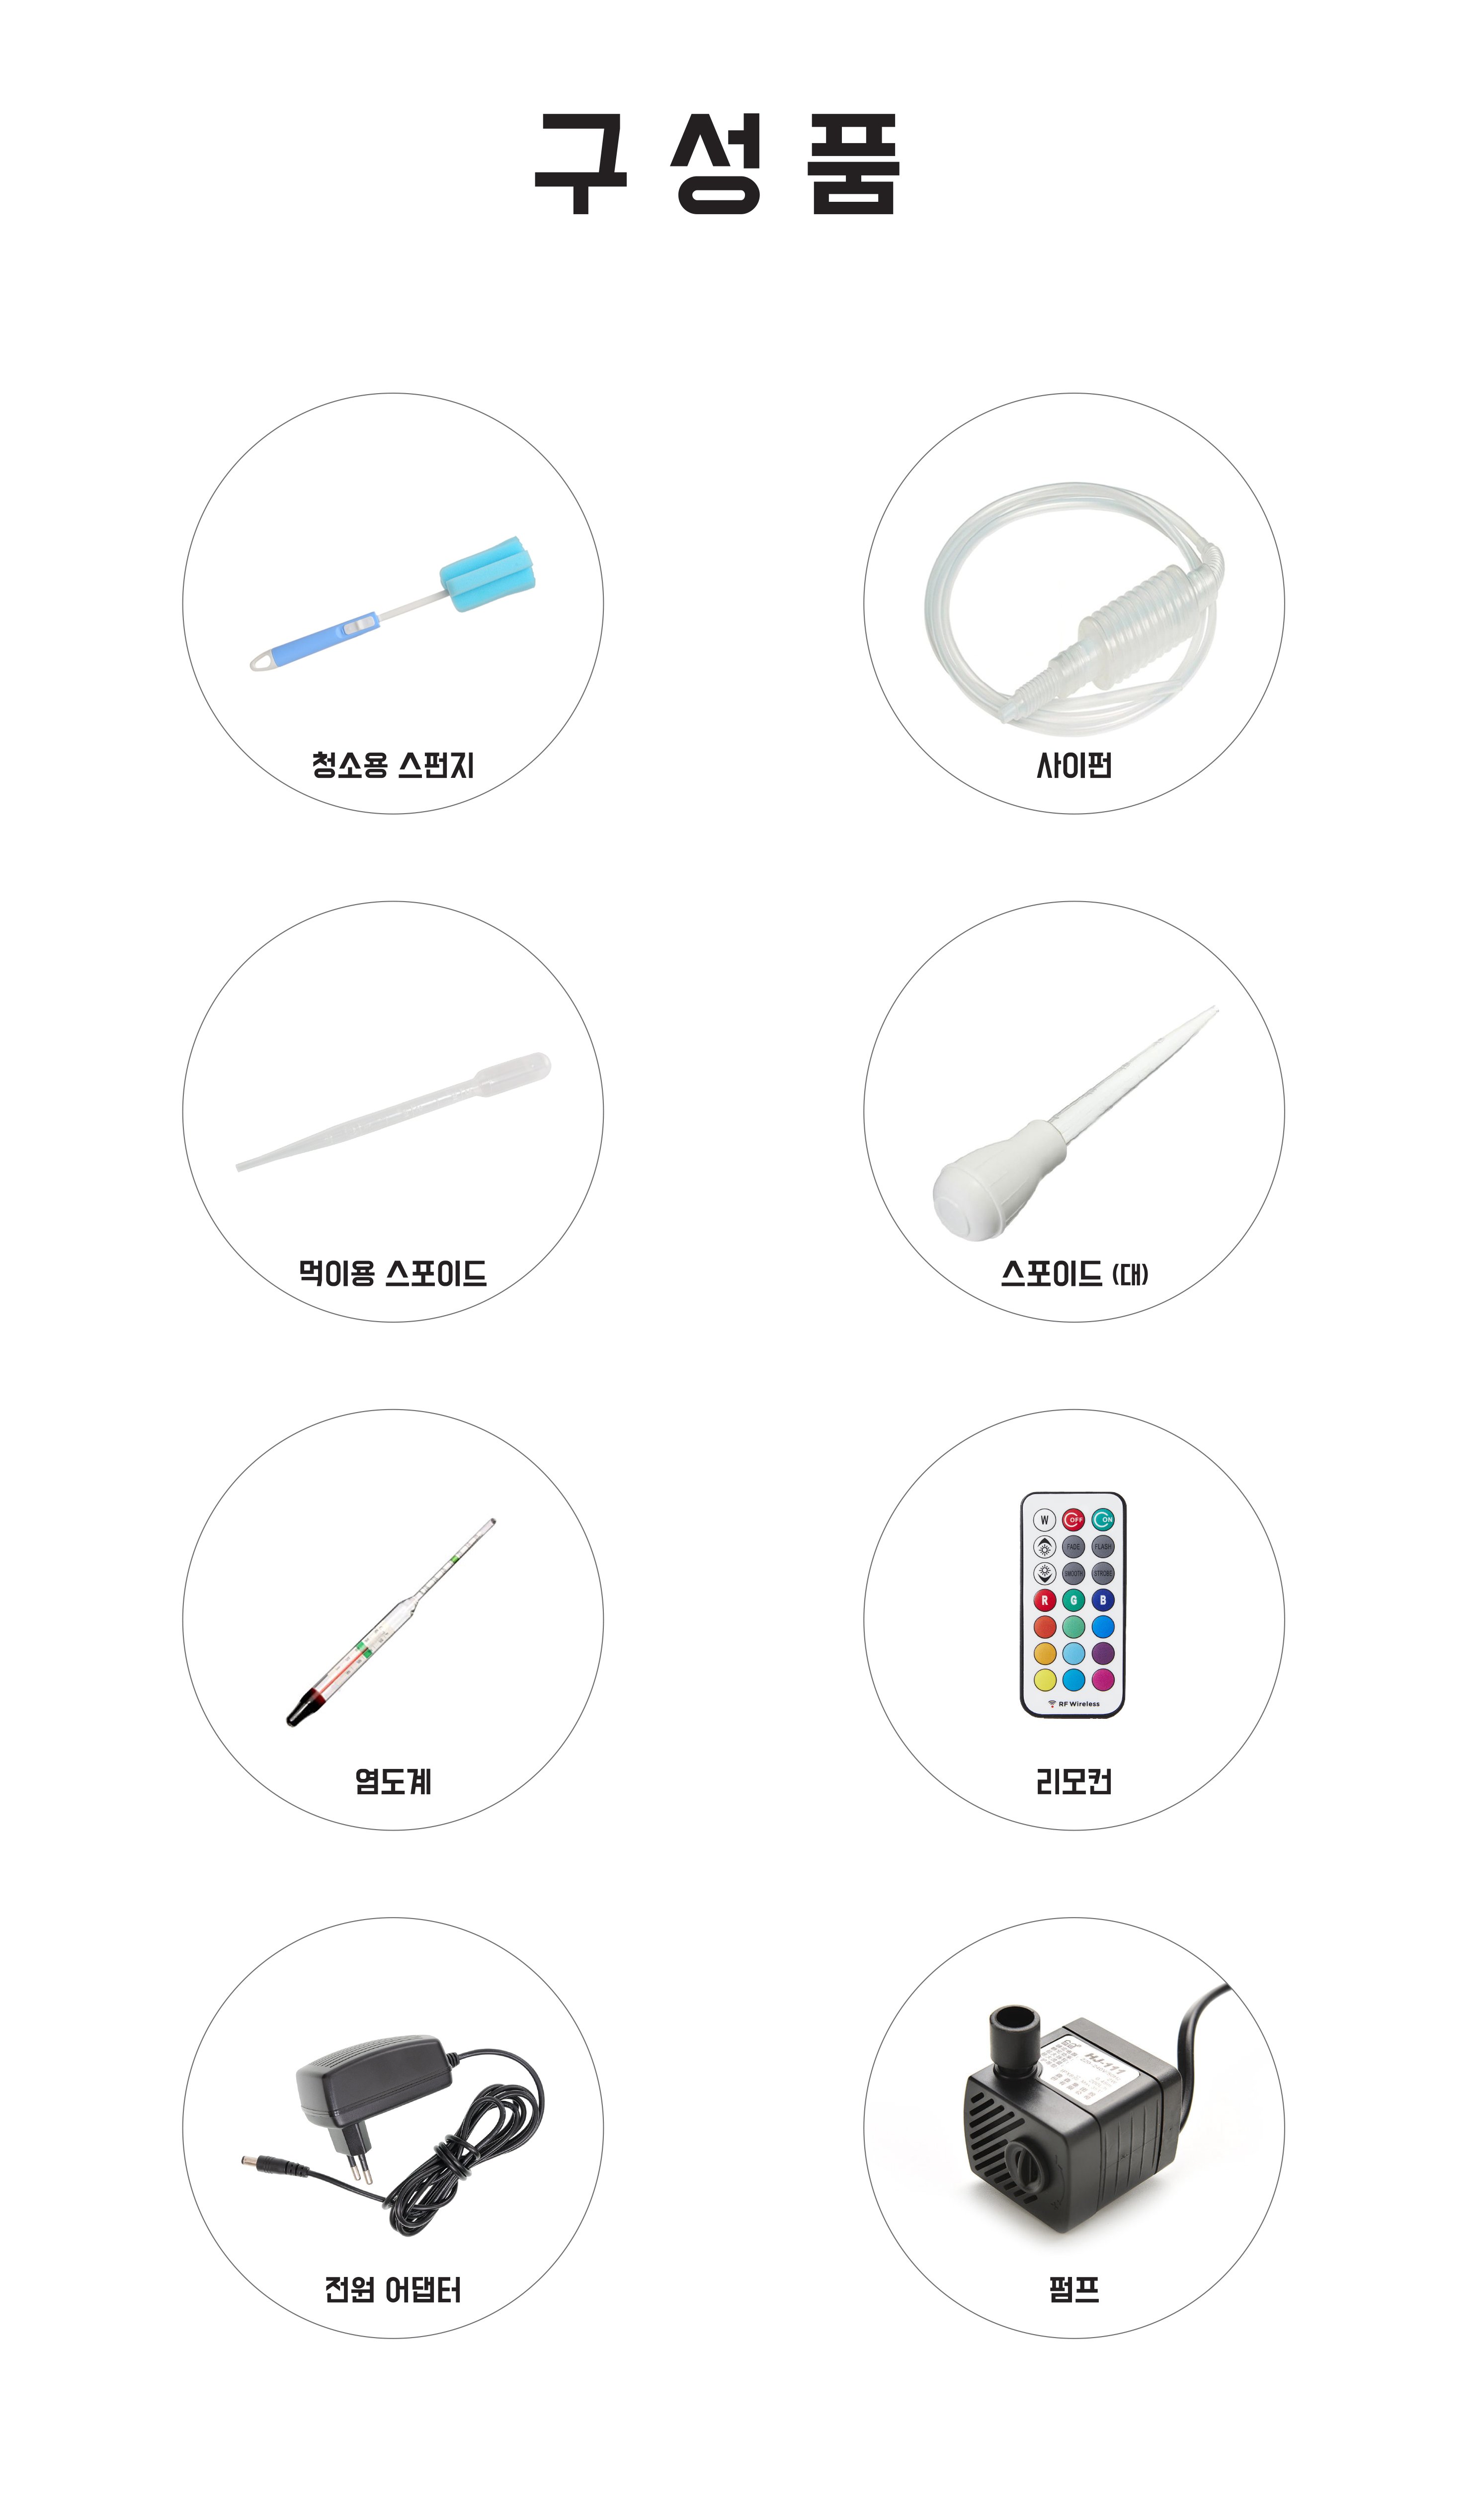 구성품
청소용 스펀지
사이펀
먹이용 스포이드
스포이드 (대)
염도계
리모컨
W OFF ON
FADE FLASH
SMOOTH STROBE
R G B
RF Wireless
전원 어댑터
HJ-111
펌프